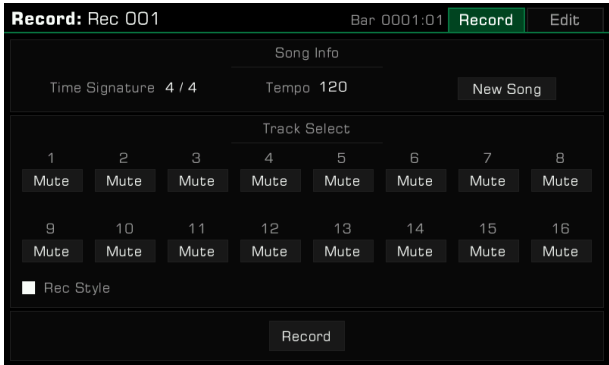 Record: Rec 001 Bar 0001:01 Record Edit
Song Info
Time Signature 4 / 4 Tempo 120 New Song
Track Select
1 2 3 4 5 6 7 8
Mute Mute Mute Mute Mute Mute Mute Mute
9 10 11 12 13 14 15 16
Mute Mute Mute Mute Mute Mute Mute Mute
Rec Style
Record